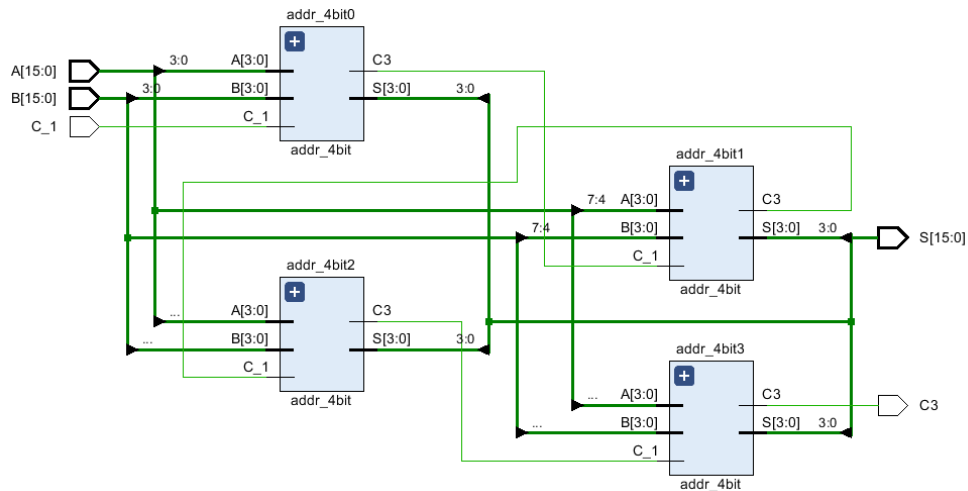 addr_4bit0
A[15:0]
3:0
A[3:0]
C3
B[15:0]
3:0
B[3:0]
S[3:0]
3:0
C_1
C_1
addr_4bit
addr_4bit1
7:4
A[3:0]
C3
7:4
B[3:0]
S[3:0]
3:0
S[15:0]
C_1
addr_4bit
addr_4bit2
...
A[3:0]
C3
...
B[3:0]
S[3:0]
3:0
C_1
addr_4bit
addr_4bit3
...
A[3:0]
C3
C3
...
B[3:0]
S[3:0]
3:0
C_1
addr_4bit